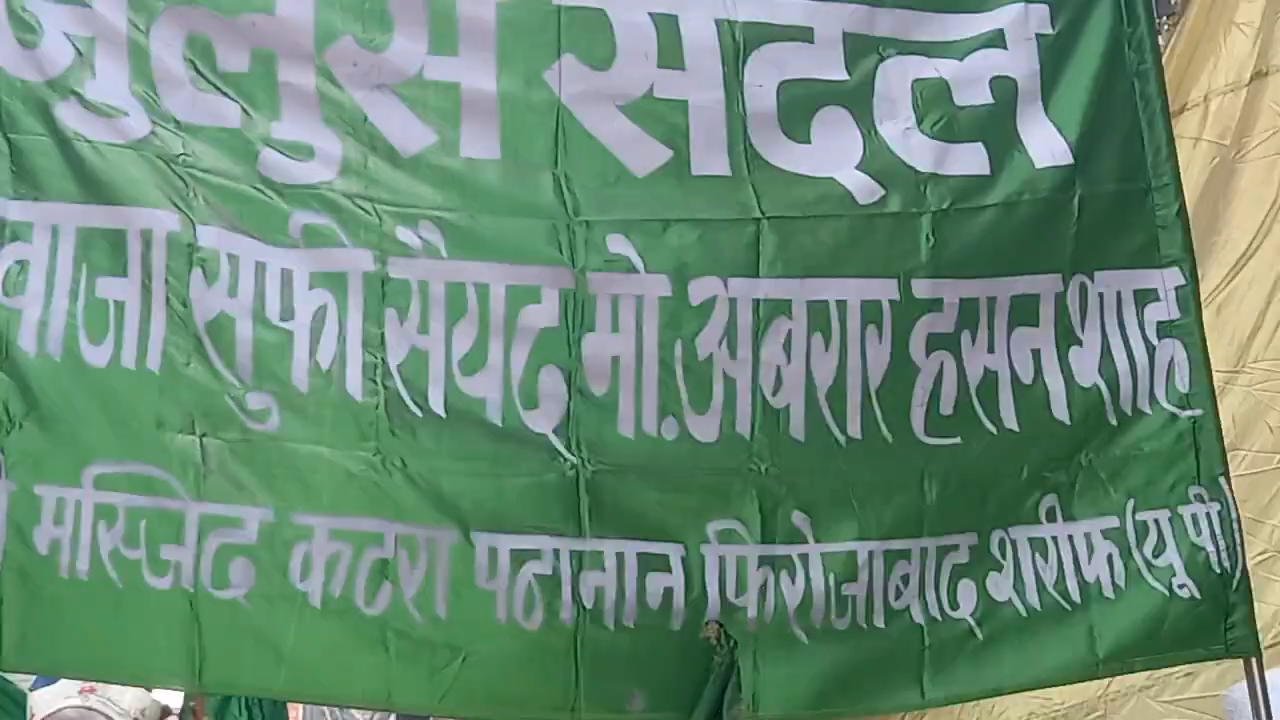 जुलुस सदल
वाजा सुफी सैयद मो. अबरार हसन शाह
मस्जिद कटरा पठानान फिरोजाबाद शरीफ (यू पी)